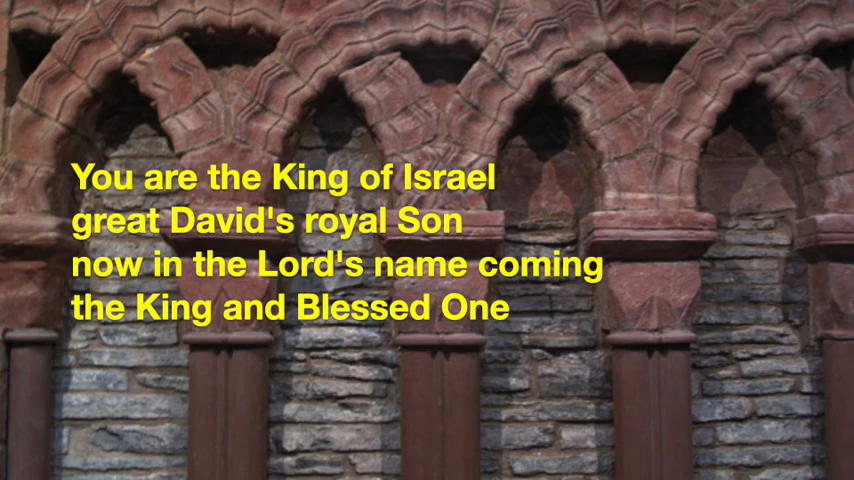 You are the King of Israel
great David's royal Son
now in the Lord's name coming
the King and Blessed One